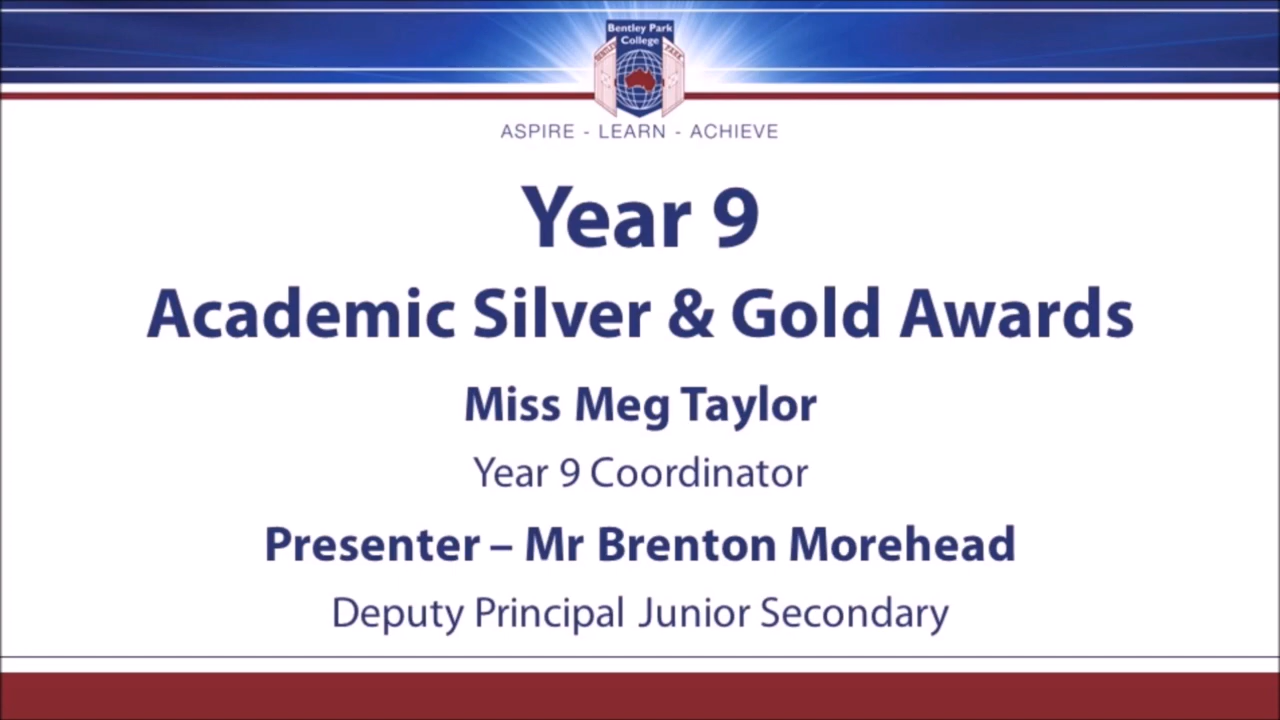 Bentley Park
College
ASPIRE - LEARN - ACHIEVE
Year 9
Academic Silver & Gold Awards
Miss Meg Taylor
Year 9 Coordinator
Presenter – Mr Brenton Morehead
Deputy Principal Junior Secondary